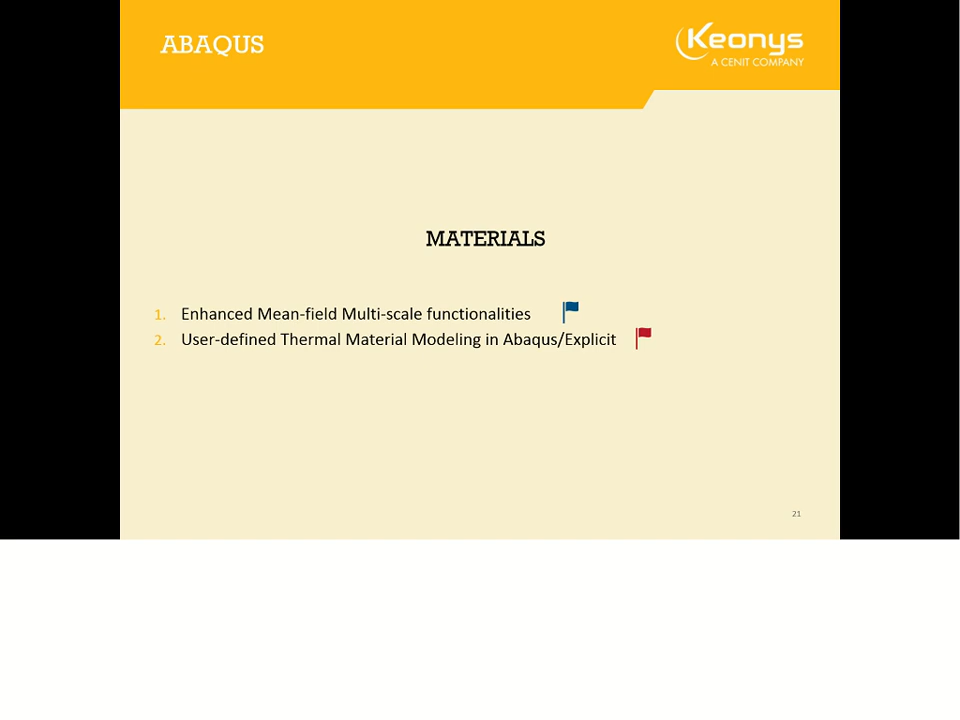 ABAQUS
Keonys
A CENIT COMPANY
MATERIALS
1. Enhanced Mean-field Multi-scale functionalities
2. User-defined Thermal Material Modeling in Abaqus/Explicit
21